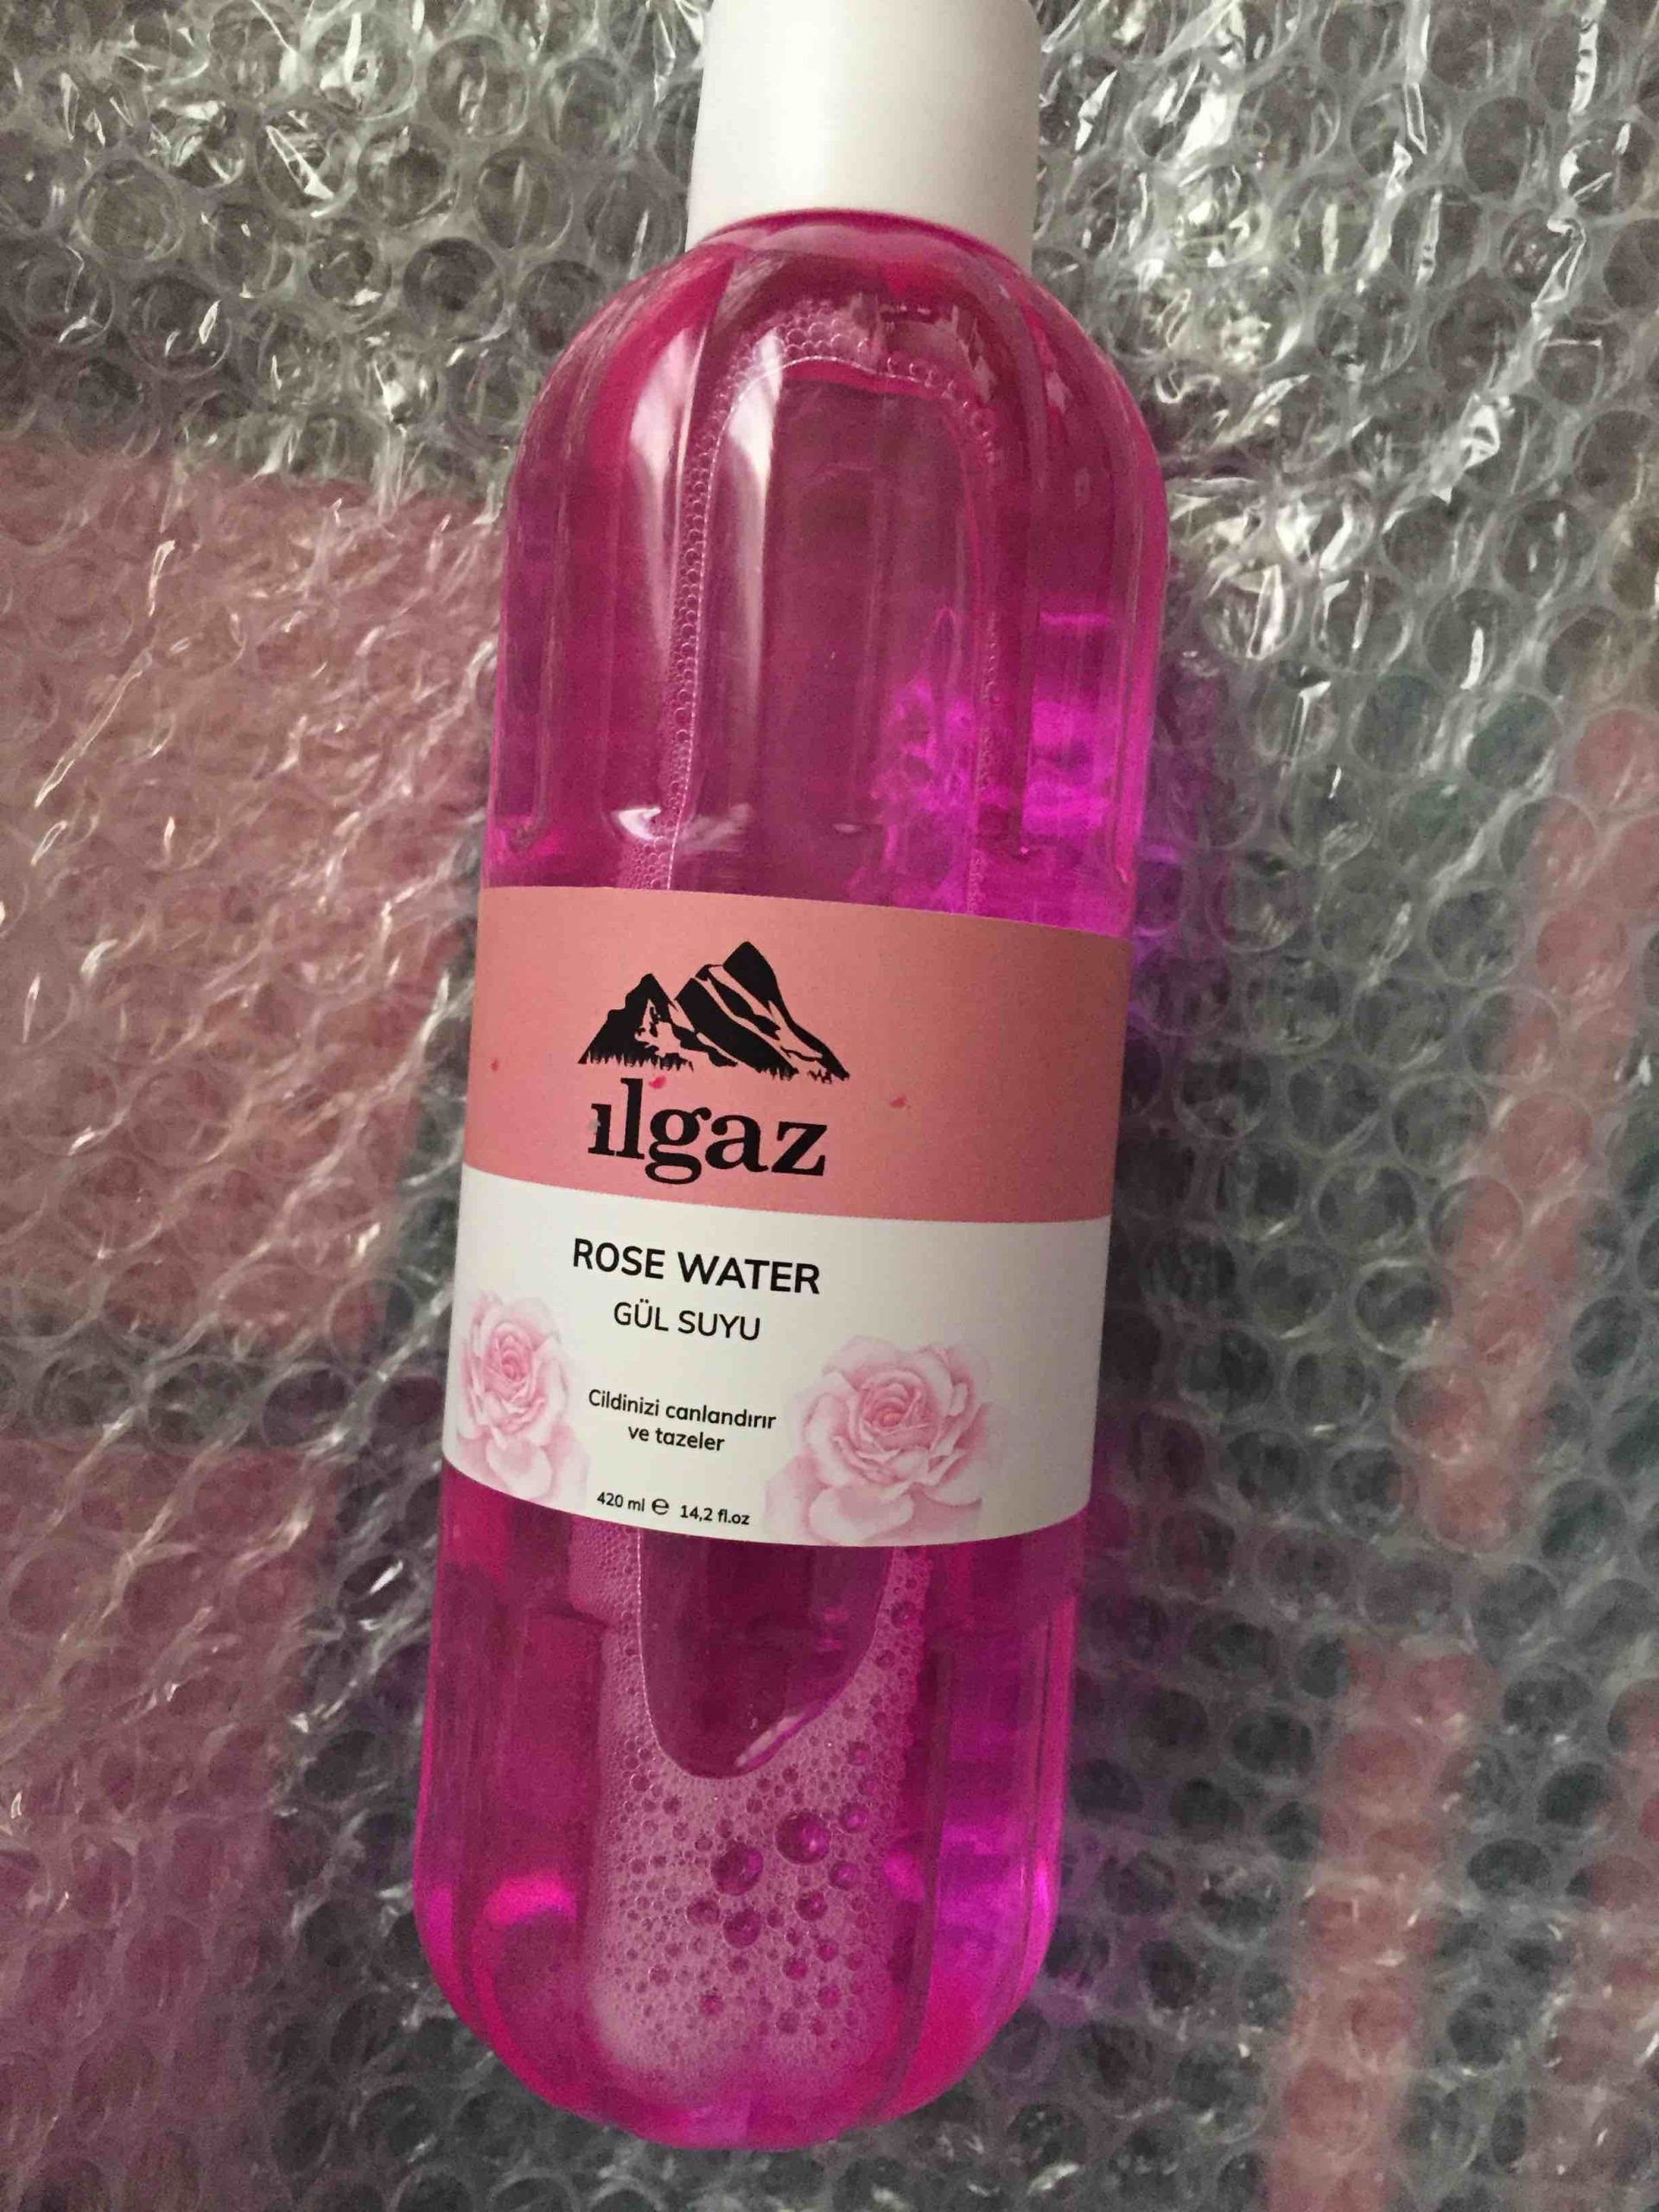 ılgaz
ROSE WATER
GÜL SUYU
Cildinizi canlandırır
ve tazeler
420 ml ℮ 14,2 fl.oz